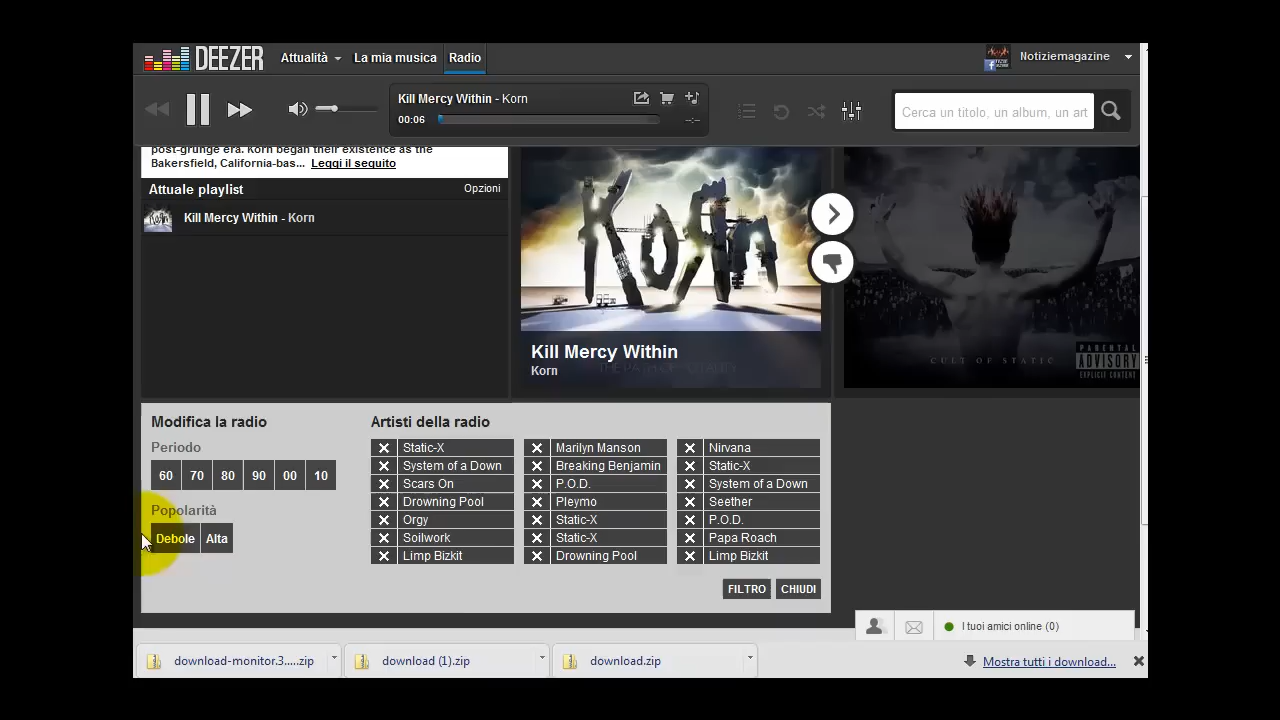 DEEZER
Attualità
La mia musica
Radio
Notiziemagazine
Kill Mercy Within - Korn
00:06
-:-
Cerca un titolo, un album, un art
post-grunge era. Korn began their existence as the
Bakersfield, California-bas... Leggi il seguito
Attuale playlist
Opzioni
Kill Mercy Within - Korn
KoRn
Kill Mercy Within
Korn
CULT OF STATIC
PARENTAL
ADVISORY
EXPLICIT CONTENT
Modifica la radio
Periodo
60 70 80 90 00 10
Popolarità
Debole Alta
Artisti della radio
Static-X Marilyn Manson Nirvana
System of a Down Breaking Benjamin Static-X
Scars On P.O.D. System of a Down
Drowning Pool Pleymo Seether
Orgy Static-X P.O.D.
Soilwork Static-X Papa Roach
Limp Bizkit Drowning Pool Limp Bizkit
FILTRO CHIUDI
I tuoi amici online (0)
download-monitor.3.....zip
download (1).zip
download.zip
Mostra tutti i download...